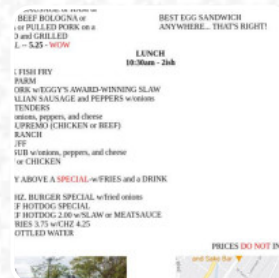 BEEF BOLOGNA or
or PULLED PORK on a
and GRILLED
-- 5.25 - WOW
BEST EGG SANDWICH
ANYWHERE... THAT'S RIGHT!
LUNCH
10:30am - 2ish
FISH FRY
PARM
ORK w/EGGY'S AWARD-WINNING SLAW
ALIAN SAUSAGE and PEPPERS w/onions
TENDERS
onions, peppers, and cheese
UPREMO (CHICKEN or BEEF)
RANCH
UFF
SUB w/onions, peppers, and cheese
or CHICKEN
Y ABOVE A SPECIAL-w/FRIES and a DRINK
HZ. BURGER SPECIAL w/fried onions
F HOTDOG SPECIAL
F HOTDOG 2.00 w/SLAW or MEATSAUCE
RIES 3.75 w/CHZ 4.25
OTTLED WATER
PRICES DO NOT IN
and Sake Bar